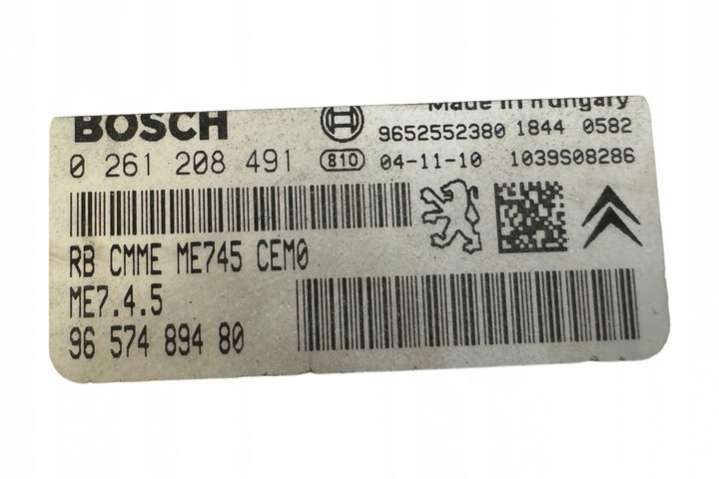 BOSCH
Made in Hungary
9652552380 1844 0582
0 261 208 491 810 04-11-10 1039S08286
RB CMME ME745 CEM0
ME7.4.5
96 574 894 80